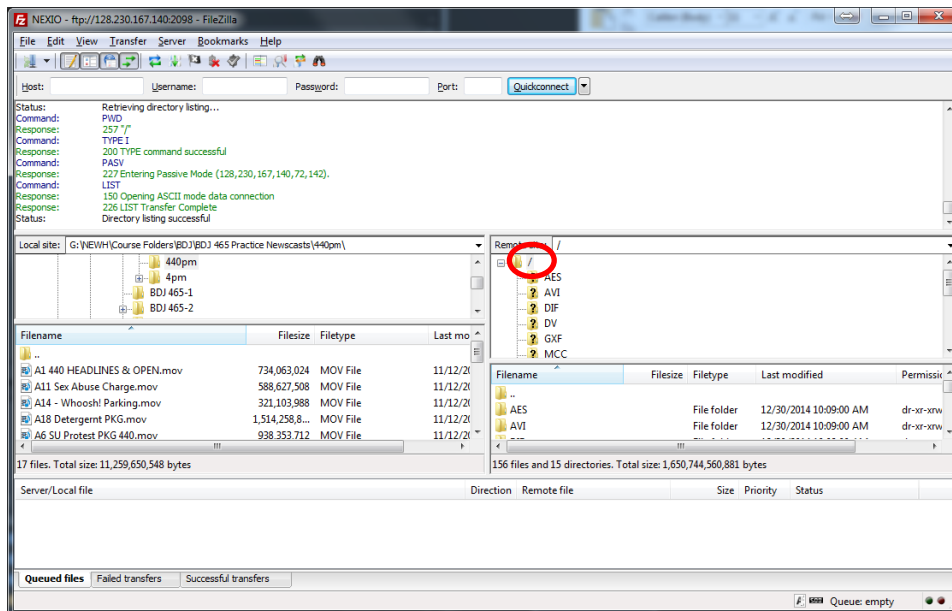 NEXIO - ftp://128.230.167.140:2098 - FileZilla
File Edit View Transfer Server Bookmarks Help
Host: Username: Password: Port: Quickconnect
Status: Retrieving directory listing...
Command: PWD
Response: 257 "/"
Command: TYPE I
Response: 200 TYPE command successful
Command: PASV
Response: 227 Entering Passive Mode (128,230,167,140,72,142).
Command: LIST
Response: 150 Opening ASCII mode data connection
Response: 226 LIST Transfer Complete
Status: Directory listing successful
Local site: G:\NEWH\Course Folders\BDJ\BDJ 465 Practice Newscasts\440pm\
440pm
4pm
BDJ 465-1
BDJ 465-2
Remote /
/
? AES
? AVI
? DIF
? DV
? GXF
? MCC
Filename Filesize Filetype Last mo
..
A1 440 HEADLINES & OPEN.mov 734,063,024 MOV File 11/12/20
A11 Sex Abuse Charge.mov 588,627,508 MOV File 11/12/20
A14 - Whoosh! Parking.mov 321,103,988 MOV File 11/12/20
A18 Detergernt PKG.mov 1,514,258,8... MOV File 11/12/20
A6 SU Protest PKG 440.mov 938,353,712 MOV File 11/12/20
17 files. Total size: 11,259,650,548 bytes
Filename Filesize Filetype Last modified Permissic
..
AES File folder 12/30/2014 10:09:00 AM dr-xr-xrw
AVI File folder 12/30/2014 10:09:00 AM dr-xr-xrw
156 files and 15 directories. Total size: 1,650,744,560,881 bytes
Server/Local file Direction Remote file Size Priority Status
Queued files Failed transfers Successful transfers
Queue: empty